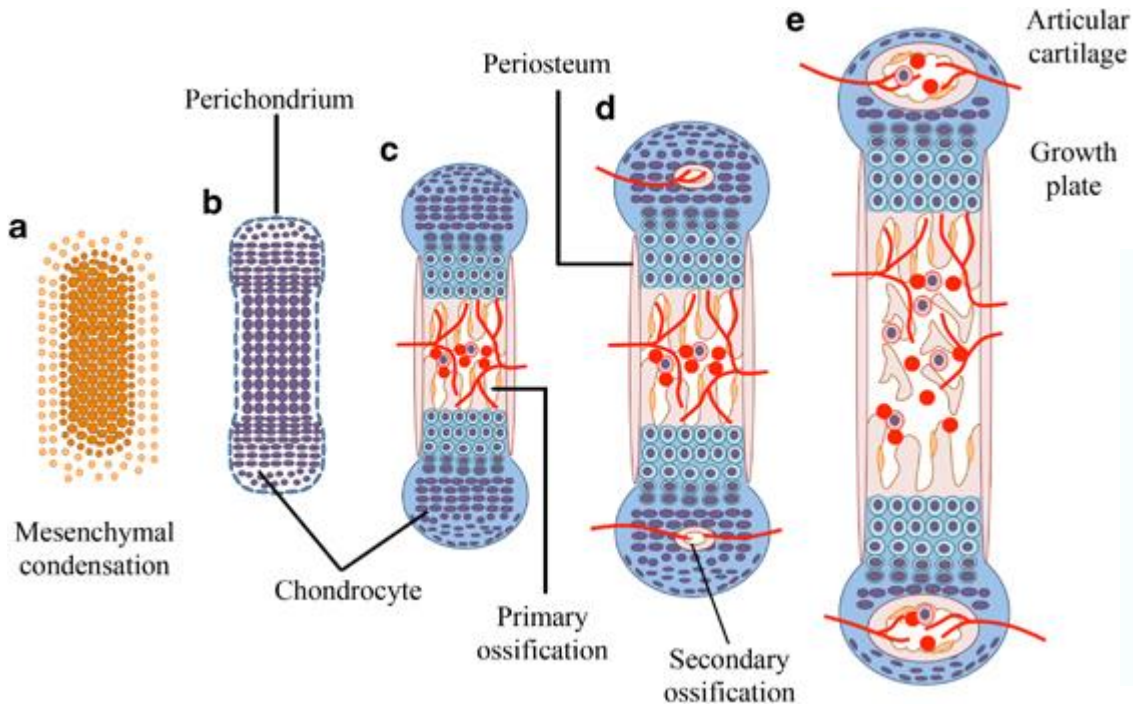 a
Mesenchymal
condensation
b
Perichondrium
Chondrocyte
c
Primary
ossification
Periosteum
d
Secondary
ossification
e
Articular
cartilage
Growth
plate